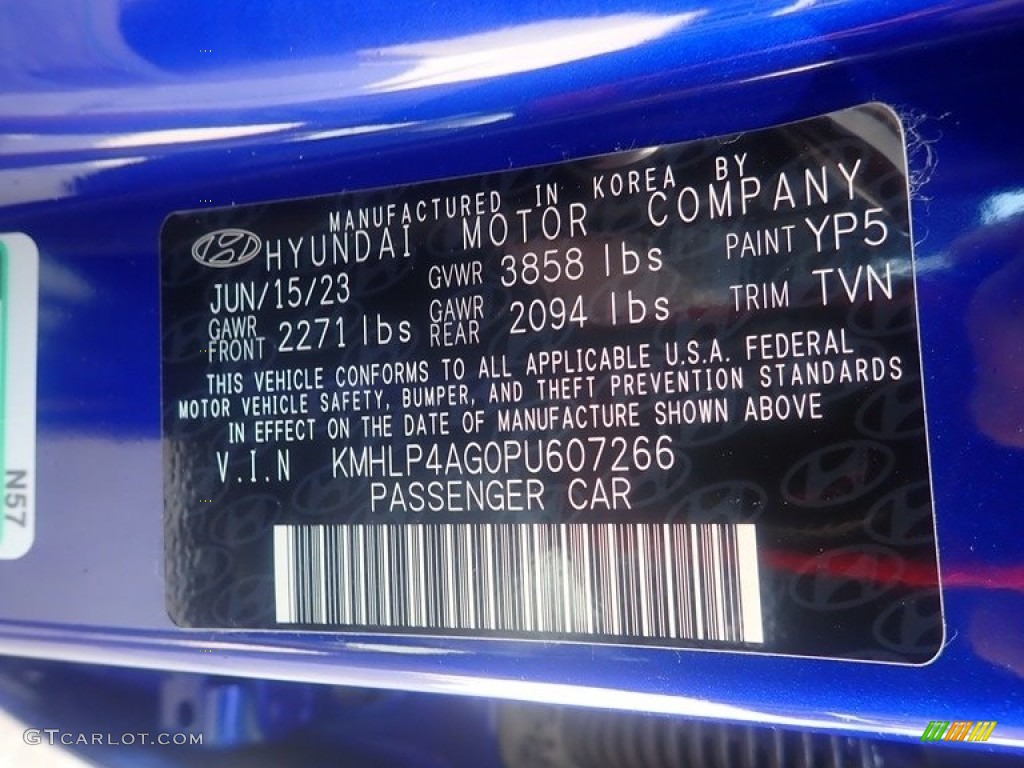 MANUFACTURED IN KOREA BY
HYUNDAI MOTOR COMPANY
JUN/15/23 GVWR 3858 lbs PAINT YP5
GAWR FRONT 2271 lbs GAWR REAR 2094 lbs TRIM TVN
THIS VEHICLE CONFORMS TO ALL APPLICABLE U.S.A. FEDERAL
MOTOR VEHICLE SAFETY, BUMPER, AND THEFT PREVENTION STANDARDS
IN EFFECT ON THE DATE OF MANUFACTURE SHOWN ABOVE
V.I.N KMHLP4AG0PU607266
PASSENGER CAR
N57
GTCARLOT.COM